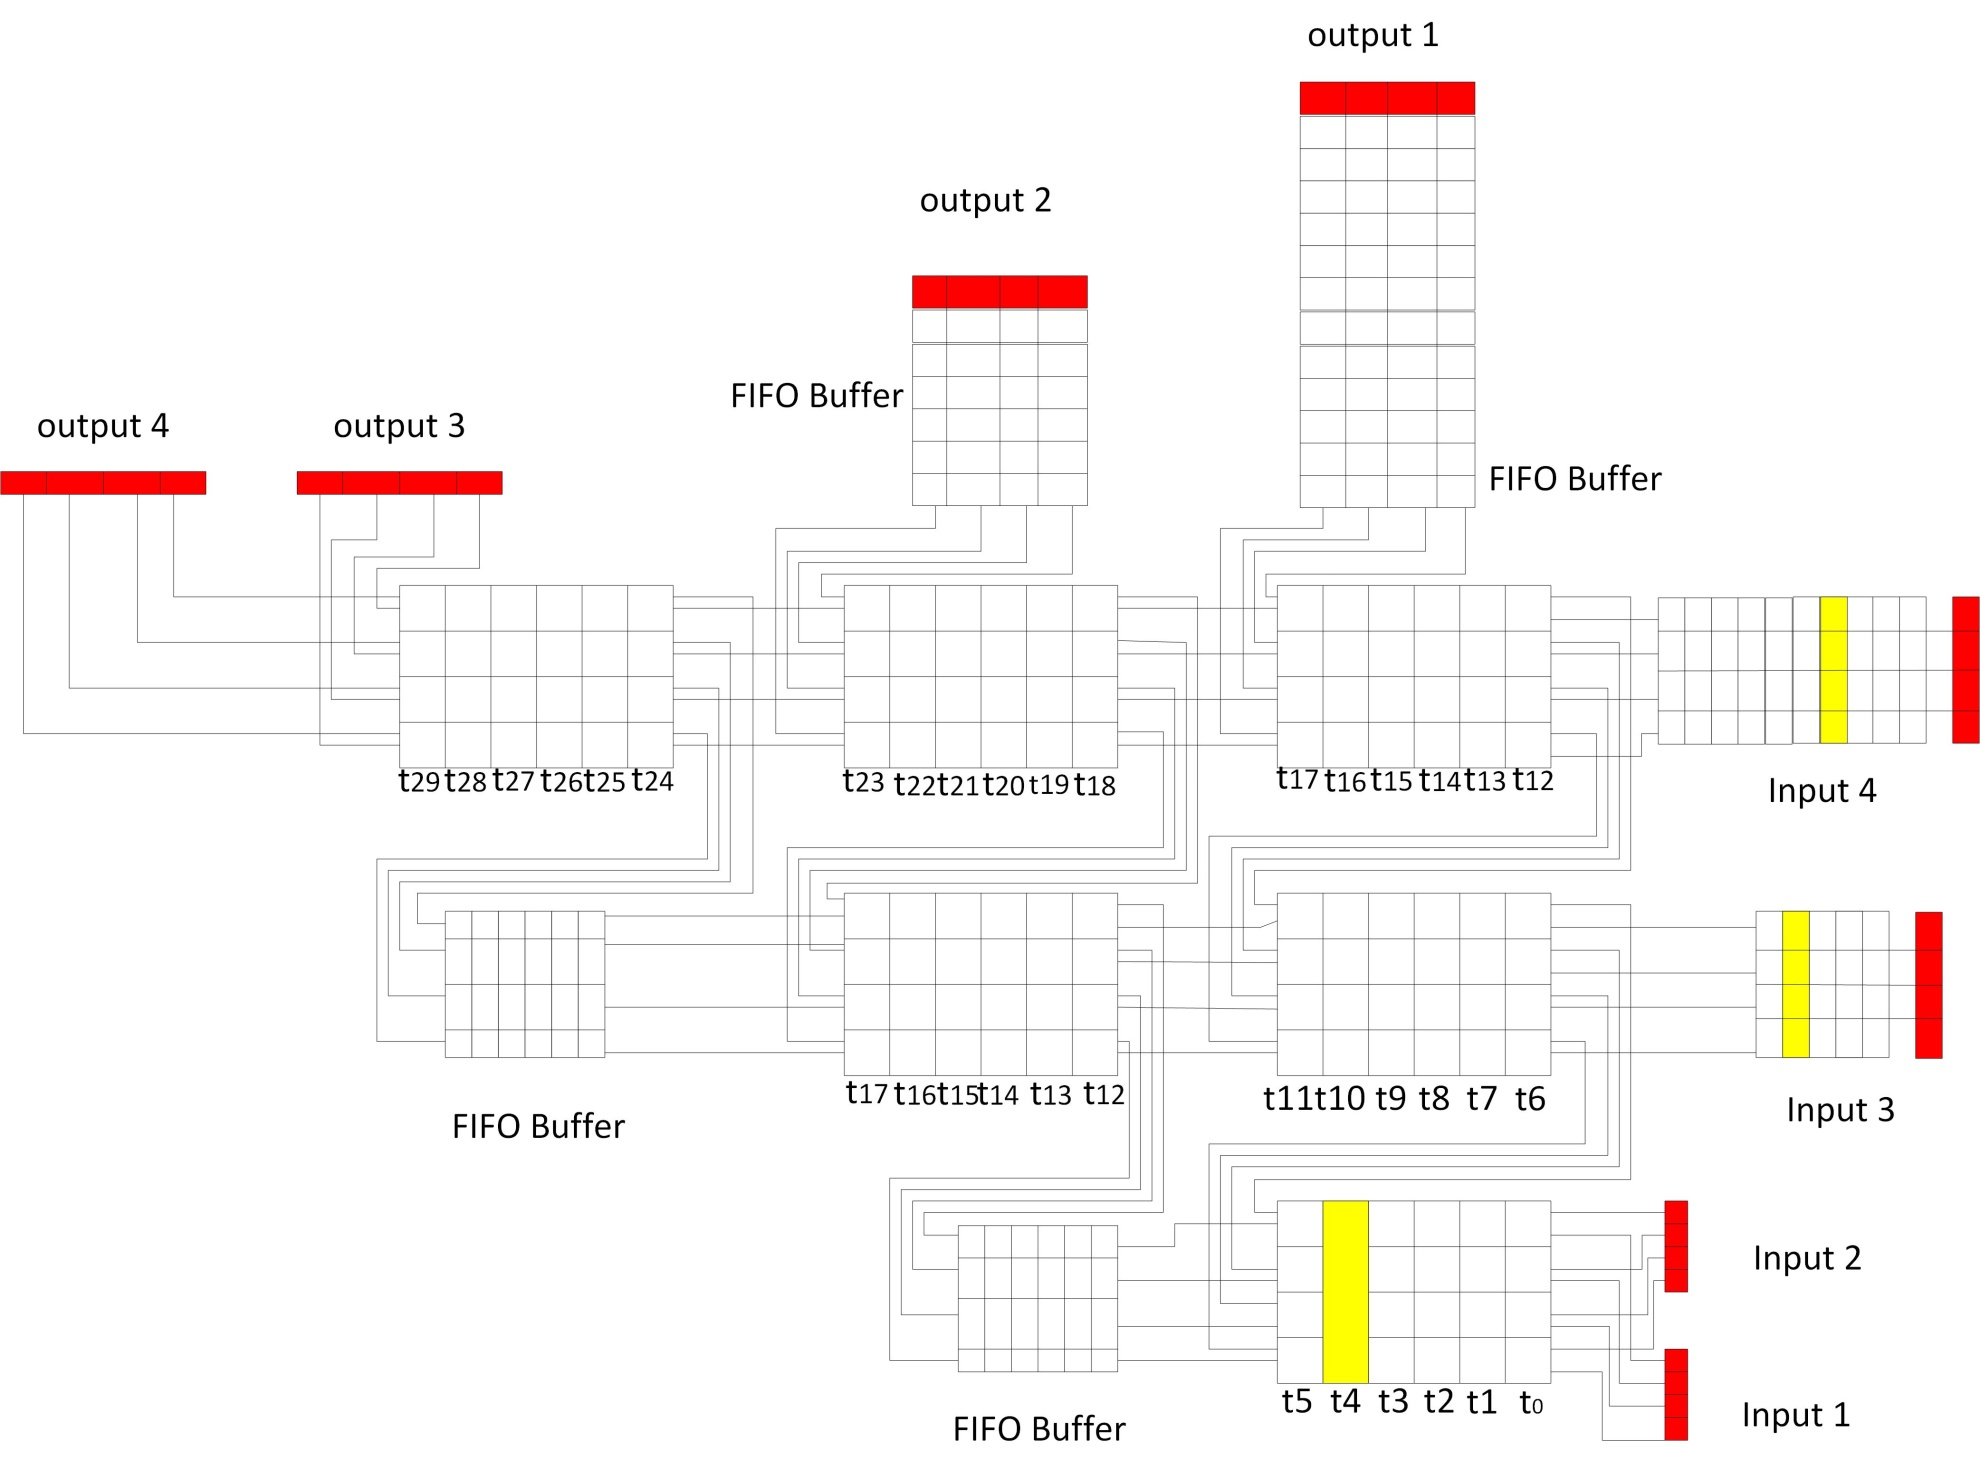 output 1
output 2
FIFO Buffer
output 4
output 3
FIFO Buffer
t29 t28 t27 t26 t25 t24
t23 t22 t21 t20 t19 t18
t17 t16 t15 t14 t13 t12
Input 4
t17 t16 t15 t14 t13 t12
t11 t10 t9 t8 t7 t6
Input 3
FIFO Buffer
Input 2
t5 t4 t3 t2 t1 t0
Input 1
FIFO Buffer